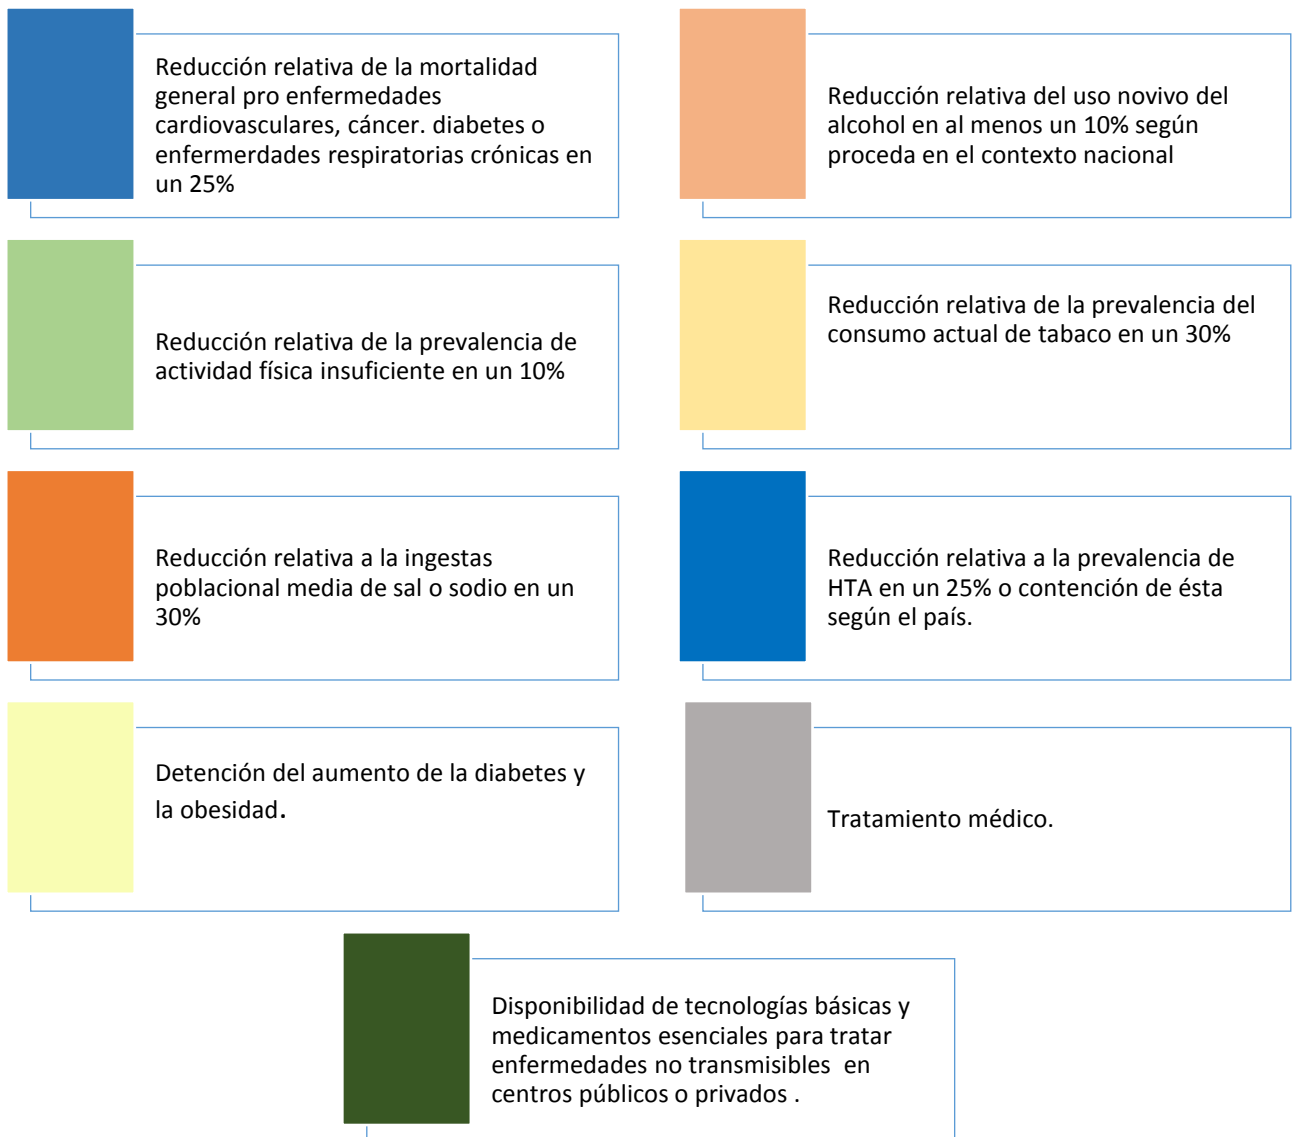 Reducción relativa de la mortalidad
general pro enfermedades
cardiovasculares, cáncer. diabetes o
enfermerdades respiratorias crónicas en
un 25%
Reducción relativa del uso novivo del
alcohol en al menos un 10% según
proceda en el contexto nacional
Reducción relativa de la prevalencia de
actividad física insuficiente en un 10%
Reducción relativa de la prevalencia del
consumo actual de tabaco en un 30%
Reducción relativa a la ingestas
poblacional media de sal o sodio en un
30%
Reducción relativa a la prevalencia de
HTA en un 25% o contención de ésta
según el país.
Detención del aumento de la diabetes y
la obesidad.
Tratamiento médico.
Disponibilidad de tecnologías básicas y
medicamentos esenciales para tratar
enfermedades no transmisibles en
centros públicos o privados .